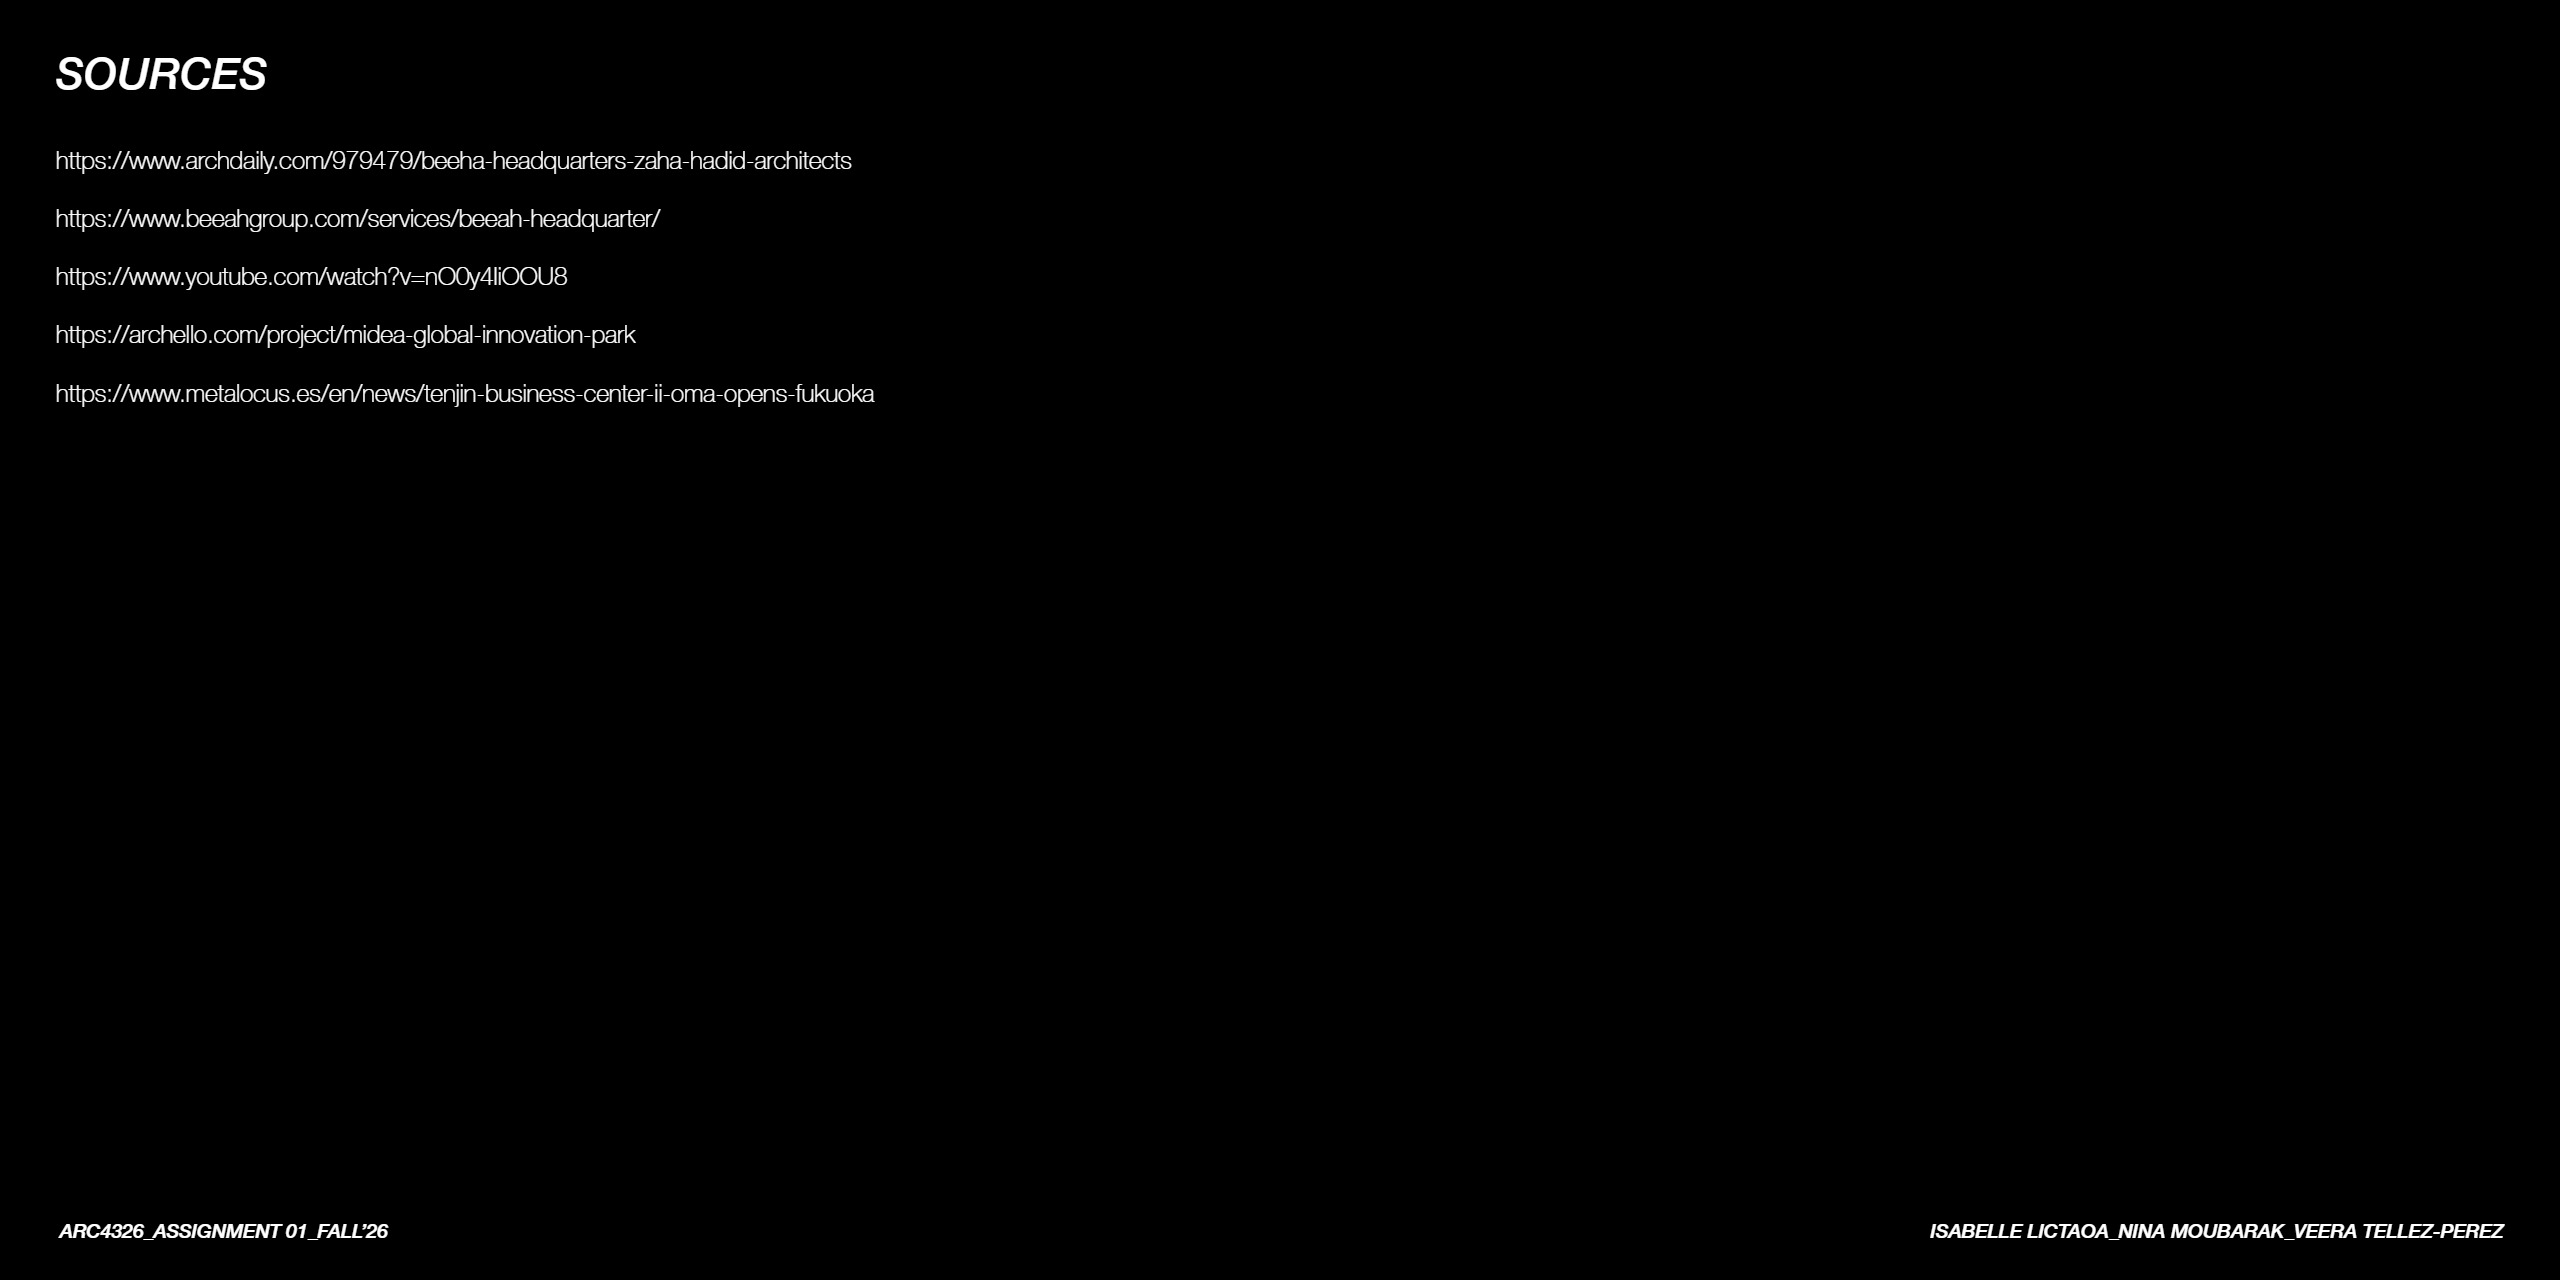 SOURCES
https://www.archdaily.com/979479/beeha-headquarters-zaha-hadid-architects
https://www.beeahgroup.com/services/beeah-headquarter/
https://www.youtube.com/watch?v=nO0y4IiOOU8
https://archello.com/project/midea-global-innovation-park
https://www.metalocus.es/en/news/tenjin-business-center-ii-oma-opens-fukuoka
ARC4326_ASSIGNMENT 01_FALL’26
ISABELLE LICTAOA_NINA MOUBARAK_VEERA TELLEZ-PEREZ